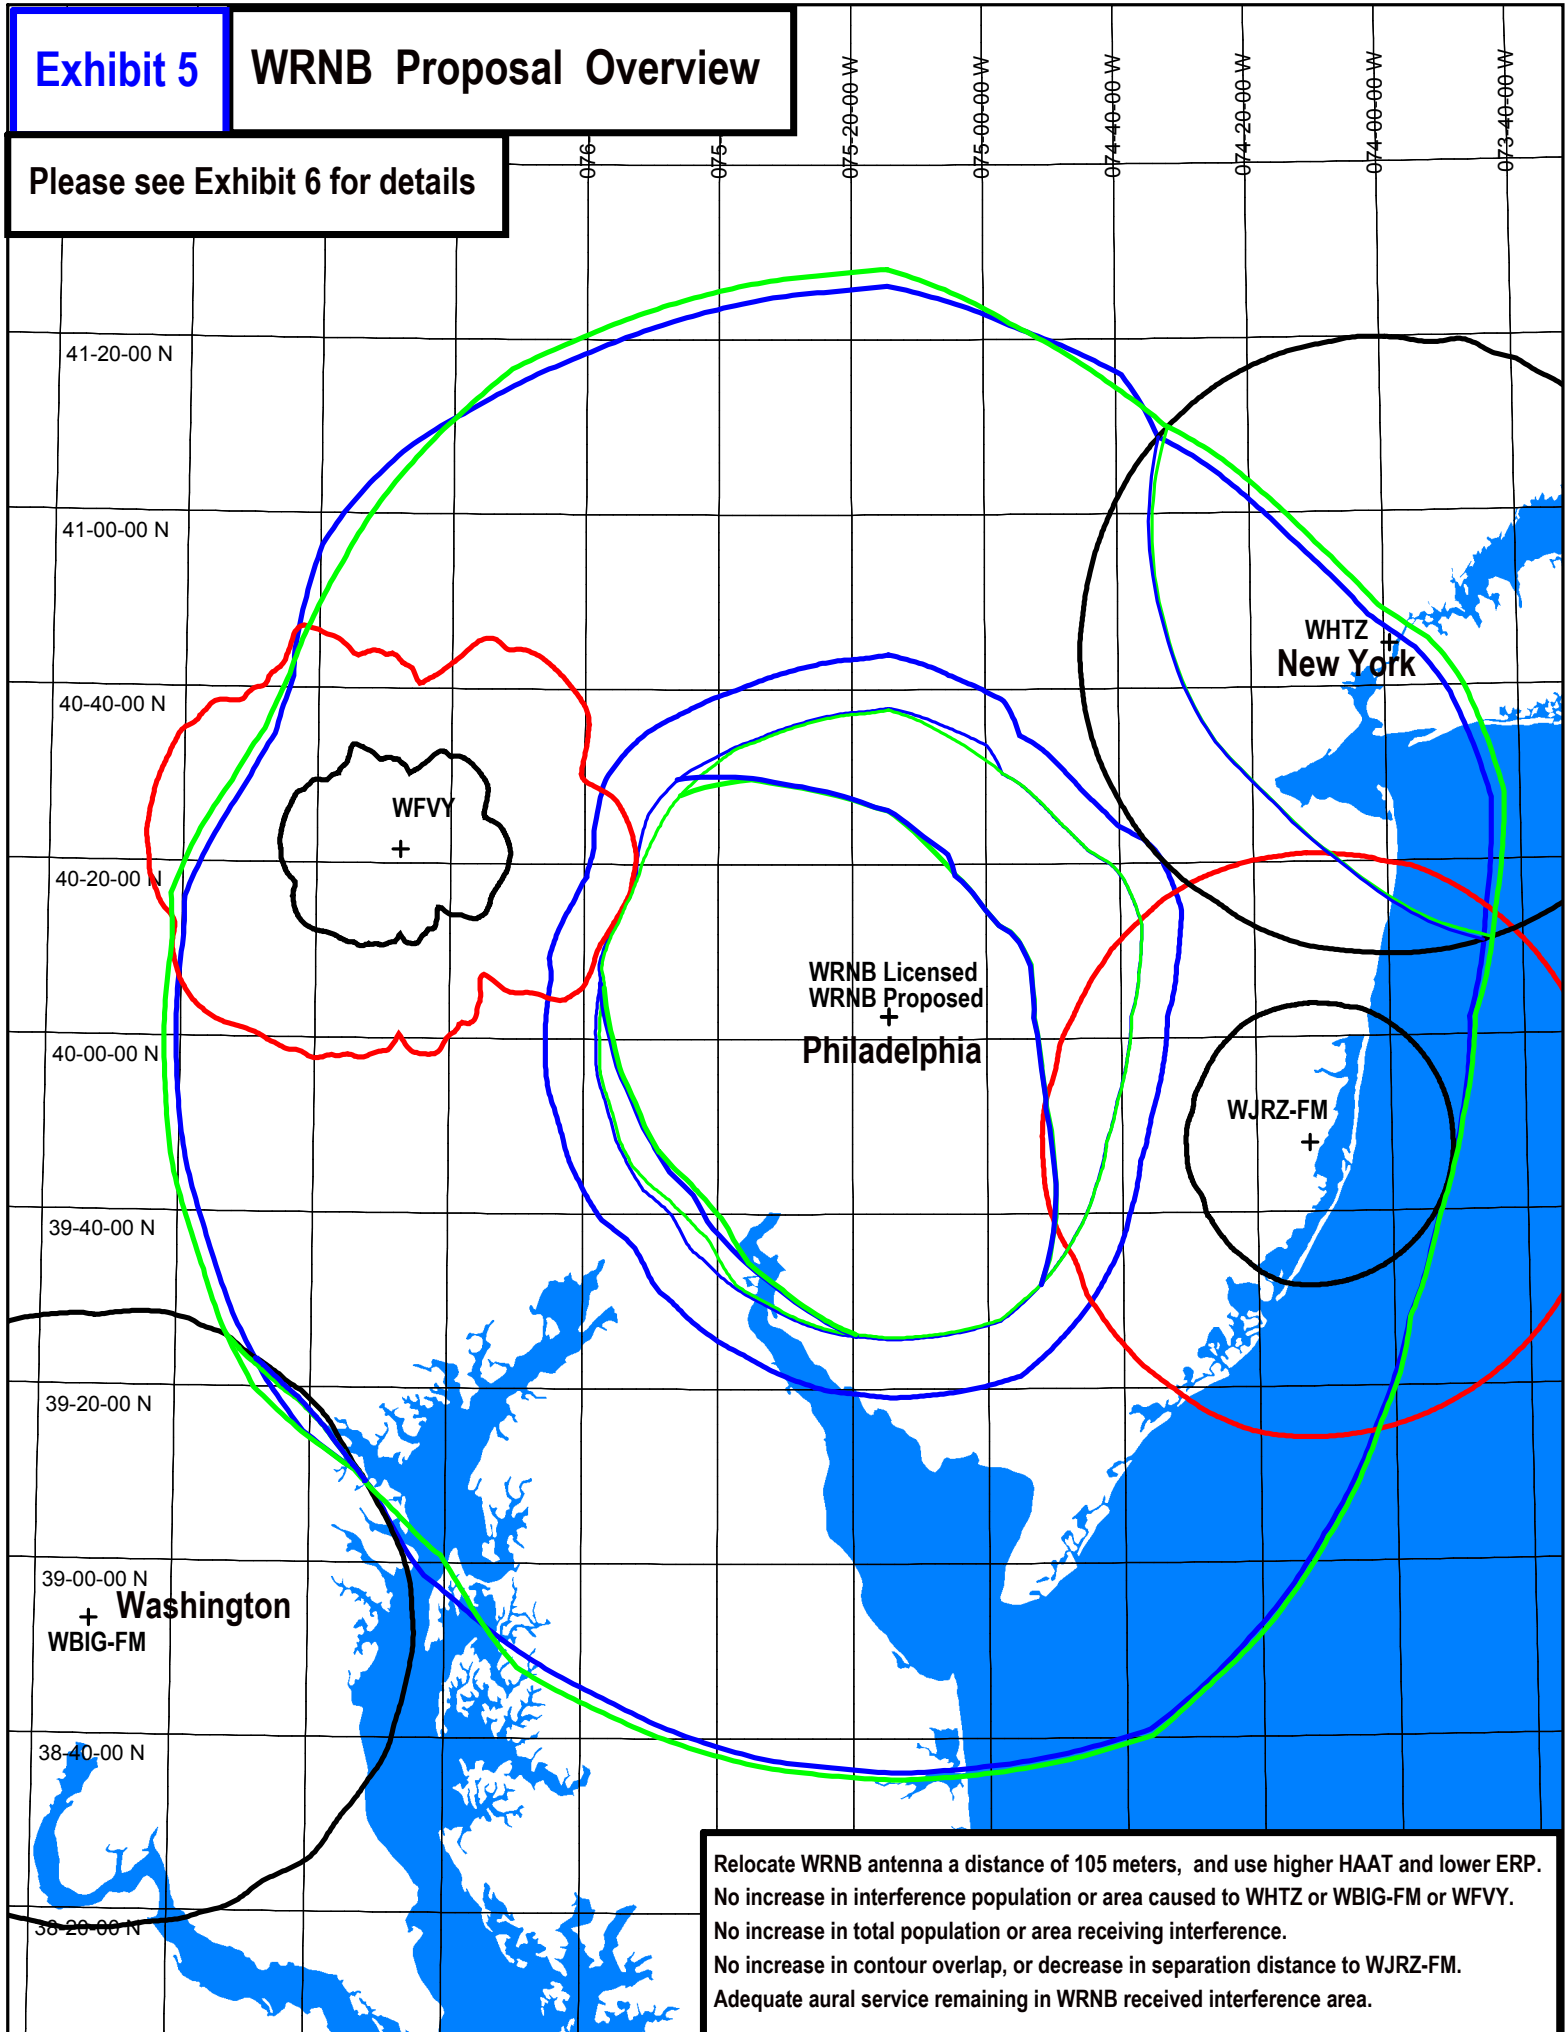 Exhibit 5
WRNB Proposal Overview
Please see Exhibit 6 for details
076
075
075-20-00 W
075-00-00 W
074-40-00 W
074-20-00 W
074-00-00 W
073-40-00 W
41-20-00 N
41-00-00 N
WHTZ
New York
40-40-00 N
WFVY
40-20-00 N
WRNB Licensed
WRNB Proposed
Philadelphia
40-00-00 N
WJRZ-FM
39-40-00 N
39-20-00 N
39-00-00 N
Washington
WBIG-FM
38-40-00 N
38-20-00 N
Relocate WRNB antenna a distance of 105 meters, and use higher HAAT and lower ERP.
No increase in interference population or area caused to WHTZ or WBIG-FM or WFVY.
No increase in total population or area receiving interference.
No increase in contour overlap, or decrease in separation distance to WJRZ-FM.
Adequate aural service remaining in WRNB received interference area.